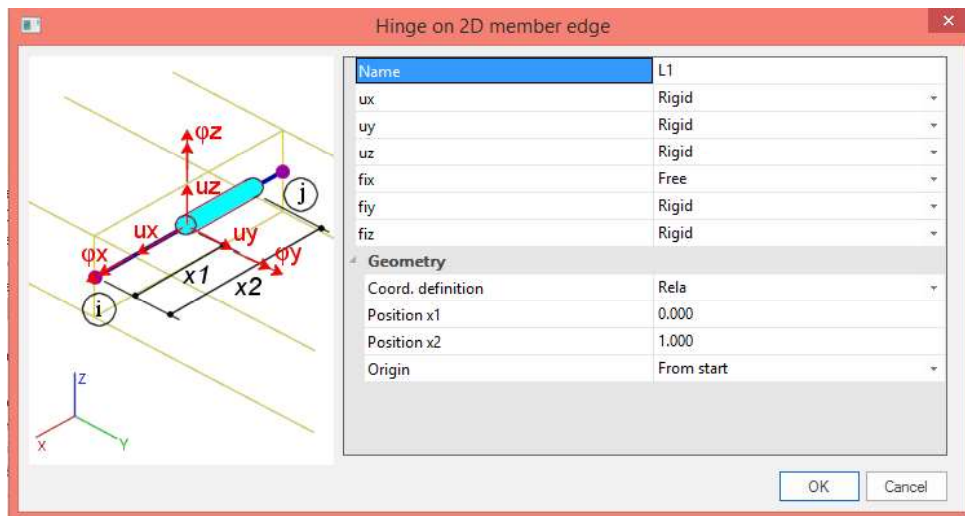 Hinge on 2D member edge
φz
uz
j
ux
uy
φx
φy
x1
x2
i
Z
X
Y
Name L1
ux Rigid
uy Rigid
uz Rigid
fix Free
fiy Rigid
fiz Rigid
Geometry
Coord. definition Rela
Position x1 0.000
Position x2 1.000
Origin From start
OK Cancel